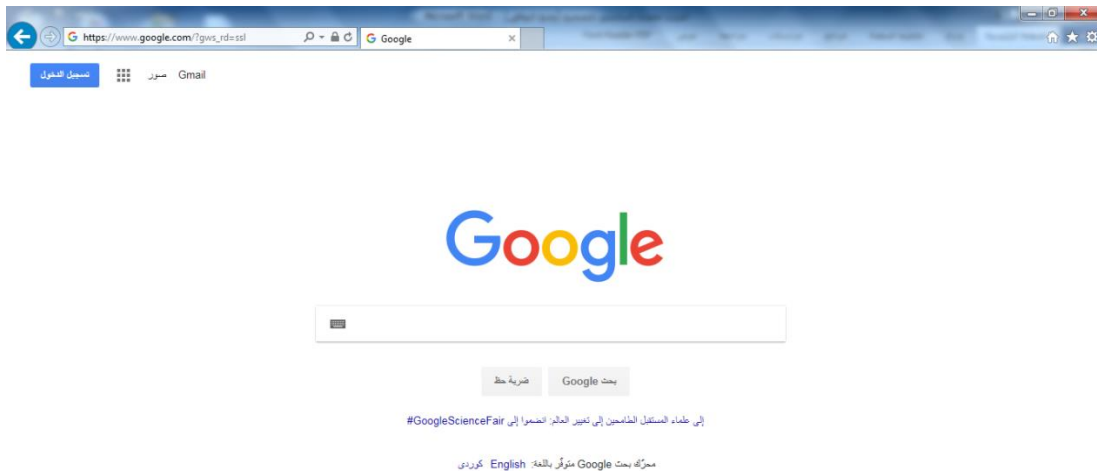 https://www.google.com/?gws_rd=ssl
Google
Gmail صور تسجيل الدخول
Google
بحث Google ضربة حظ
إلى علماء المستقبل الطامحين إلى تغيير العالم: انضموا إلى GoogleScienceFair#
محرّك بحث Google متوفّر باللغة: English كوردی